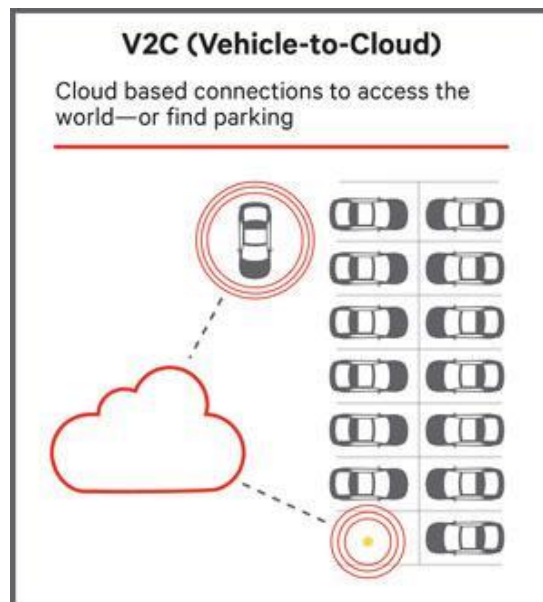 V2C (Vehicle-to-Cloud)
Cloud based connections to access the
world—or find parking